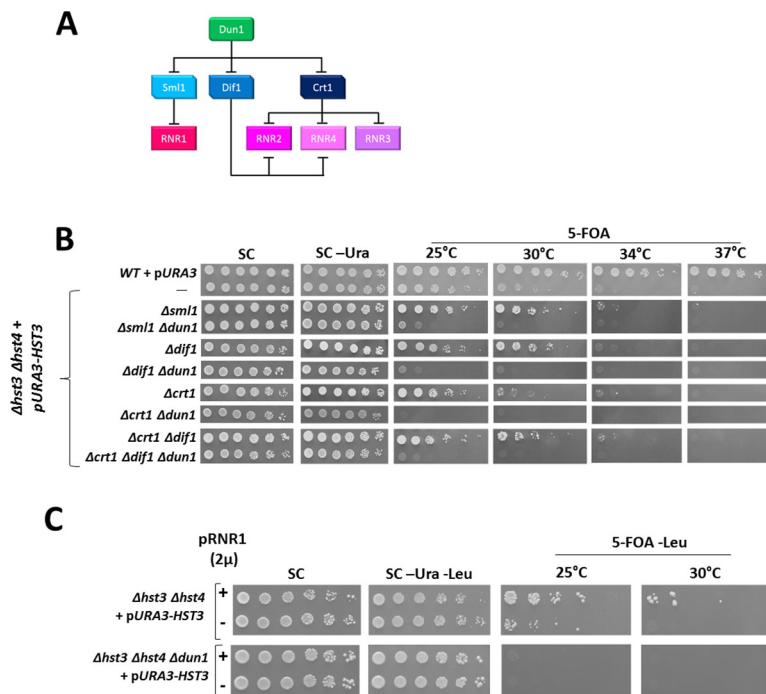 A
Dun1
Sml1 Dif1 Crt1
RNR1 RNR2 RNR4 RNR3
B
5-FOA
SC SC –Ura 25°C 30°C 34°C 37°C
WT + pURA3
—
Δsml1
Δsml1 Δdun1
Δdif1
Δdif1 Δdun1
Δcrt1
Δcrt1 Δdun1
Δcrt1 Δdif1
Δcrt1 Δdif1 Δdun1
Δhst3 Δhst4 +
pURA3-HST3
C
pRNR1
(2μ)
5-FOA -Leu
SC SC –Ura -Leu 25°C 30°C
Δhst3 Δhst4
+ pURA3-HST3
+
-
Δhst3 Δhst4 Δdun1
+ pURA3-HST3
+
-